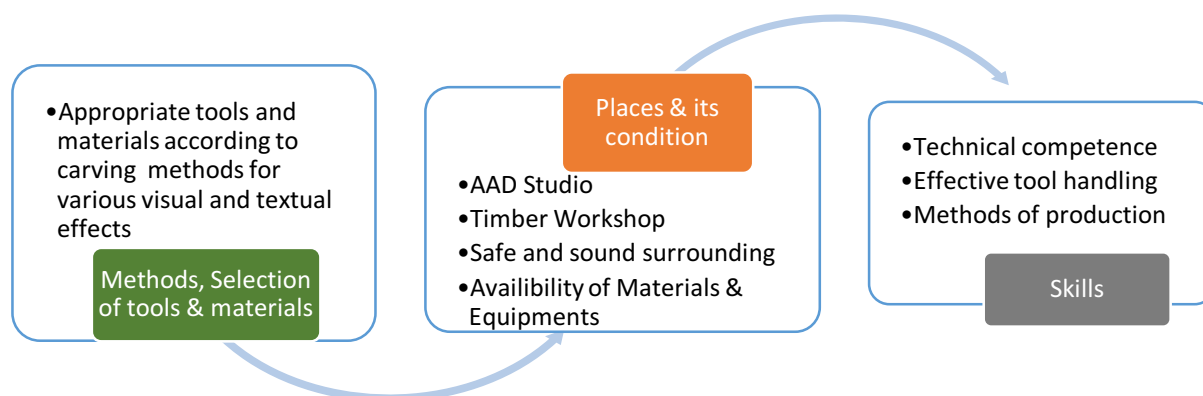 •Appropriate tools and
materials according to
carving methods for
various visual and textual
effects
Methods, Selection
of tools & materials
Places & its
condition
•AAD Studio
•Timber Workshop
•Safe and sound surrounding
•Availibility of Materials &
Equipments
•Technical competence
•Effective tool handling
•Methods of production
Skills